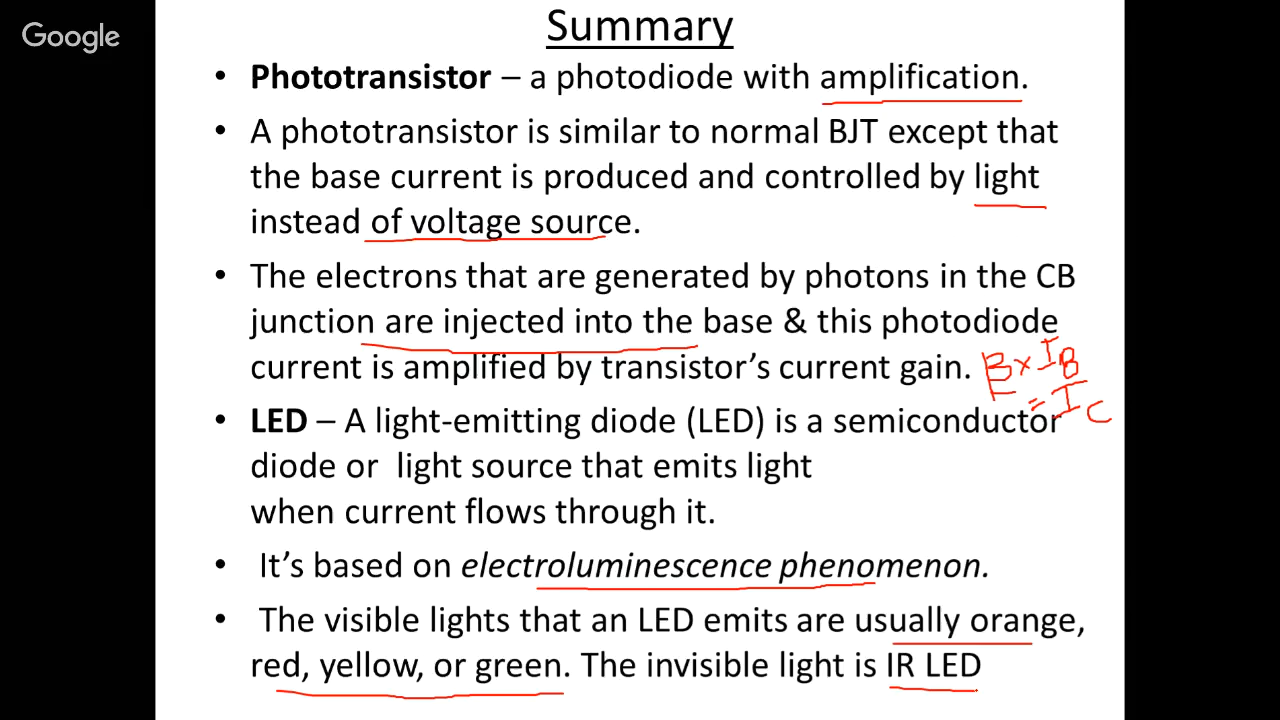 Google
Summary
• Phototransistor – a photodiode with amplification.
• A phototransistor is similar to normal BJT except that
the base current is produced and controlled by light
instead of voltage source.
• The electrons that are generated by photons in the CB
junction are injected into the base & this photodiode
current is amplified by transistor's current gain. B × I B
= I C
• LED – A light-emitting diode (LED) is a semiconductor
diode or light source that emits light
when current flows through it.
• It's based on electroluminescence phenomenon.
• The visible lights that an LED emits are usually orange,
red, yellow, or green. The invisible light is IR LED